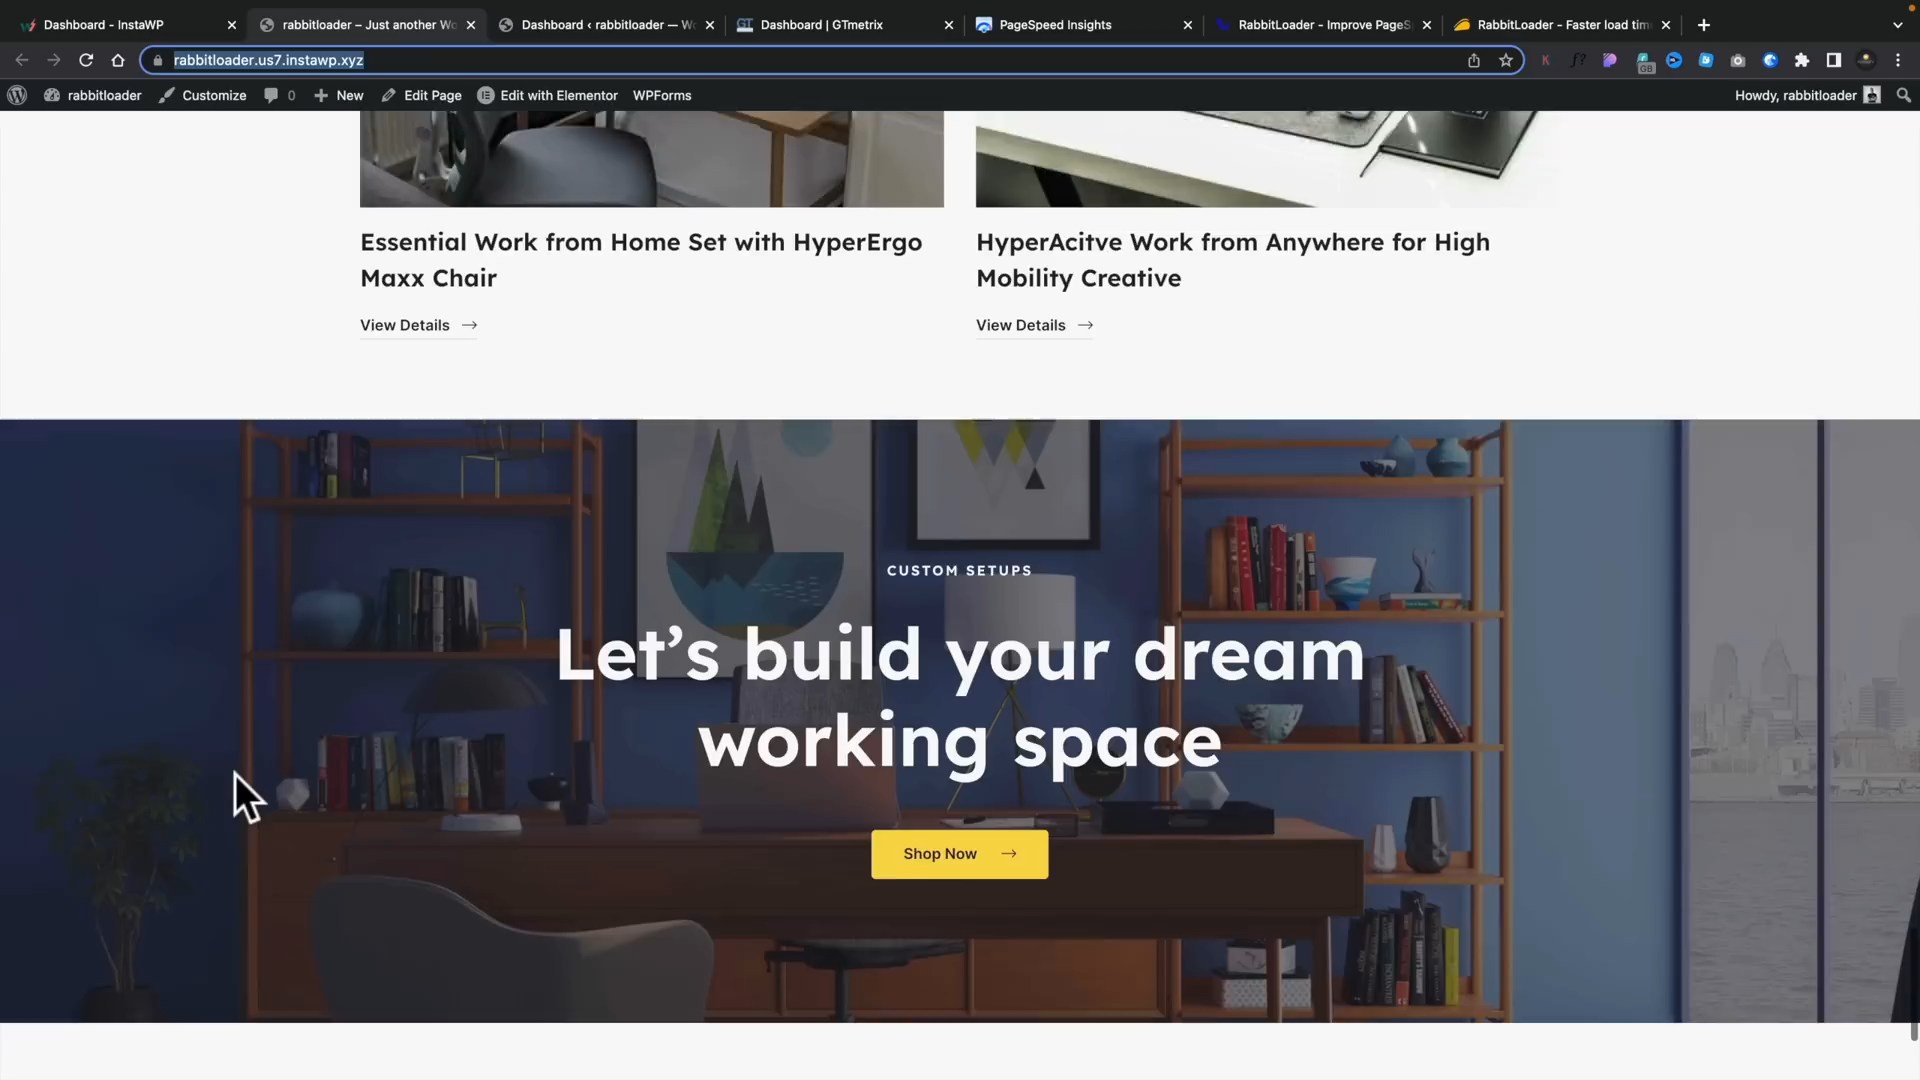 Dashboard - InstaWP
rabbitloader – Just another Wo
Dashboard ‹ rabbitloader — Wo
GT Dashboard | GTmetrix
PageSpeed Insights
RabbitLoader - Improve PageS
RabbitLoader - Faster load tim
rabbitloader.us7.instawp.xyz
rabbitloader Customize 0 New Edit Page Edit with Elementor WPForms Howdy, rabbitloader
Essential Work from Home Set with HyperErgo
Maxx Chair
View Details
HyperAcitve Work from Anywhere for High
Mobility Creative
View Details
CUSTOM SETUPS
Let’s build your dream
working space
Shop Now